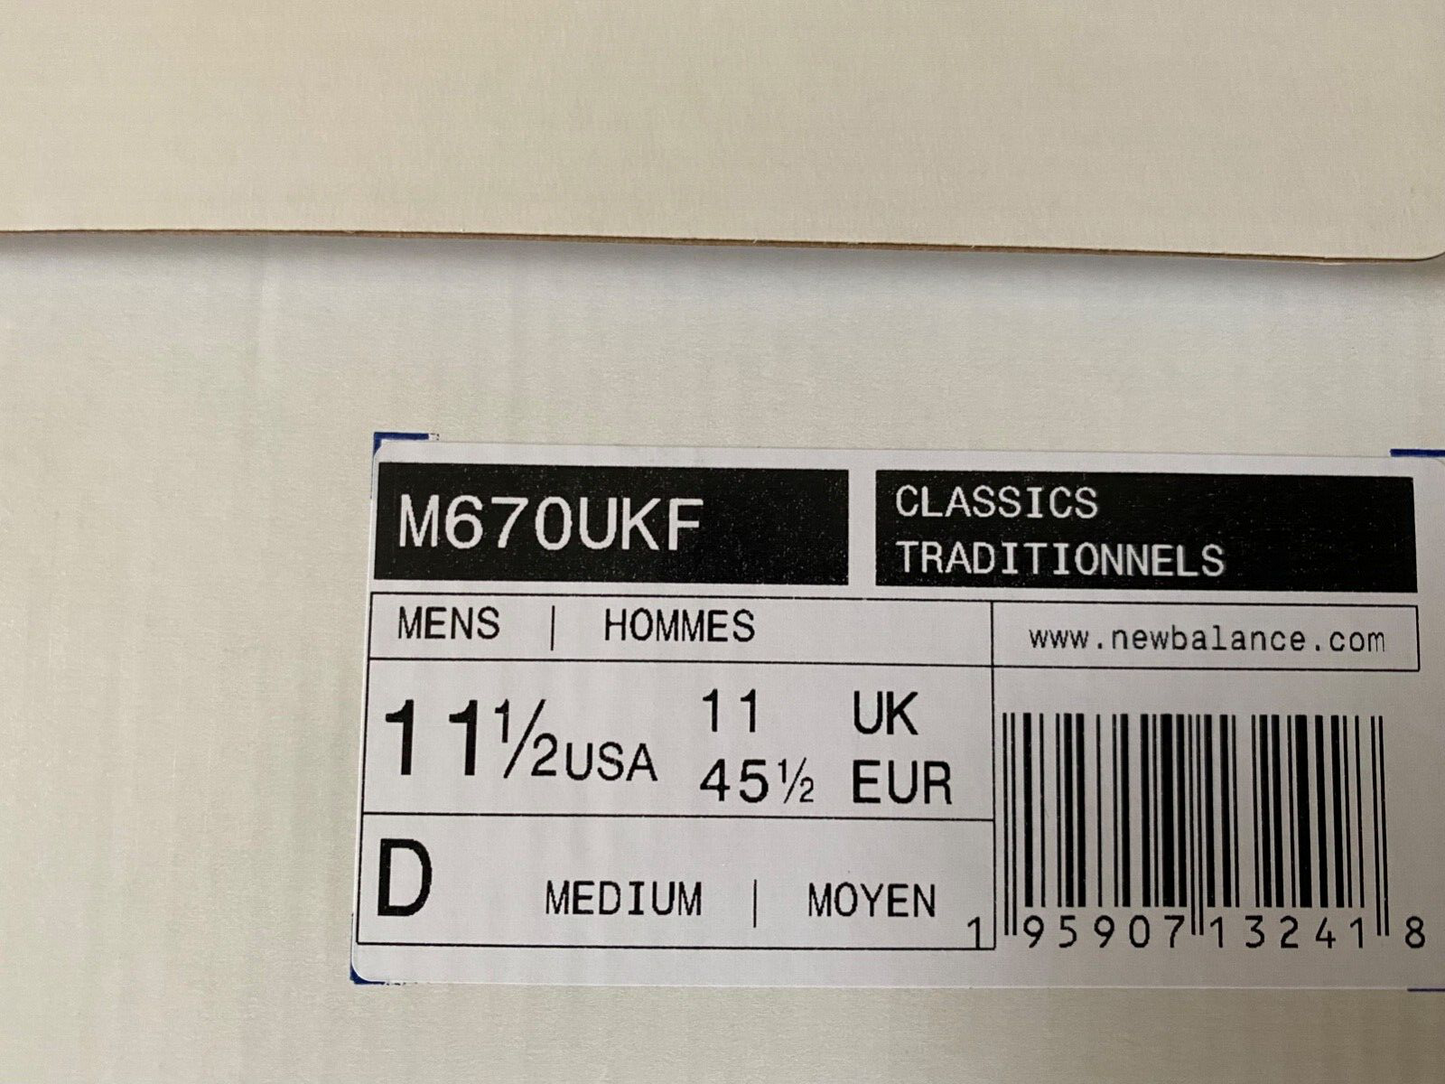 M670UKF
CLASSICS
TRADITIONNELS
MENS | HOMMES
www.newbalance.com
11½USA
11 UK
45½ EUR
D MEDIUM | MOYEN
1 95907 13241 8